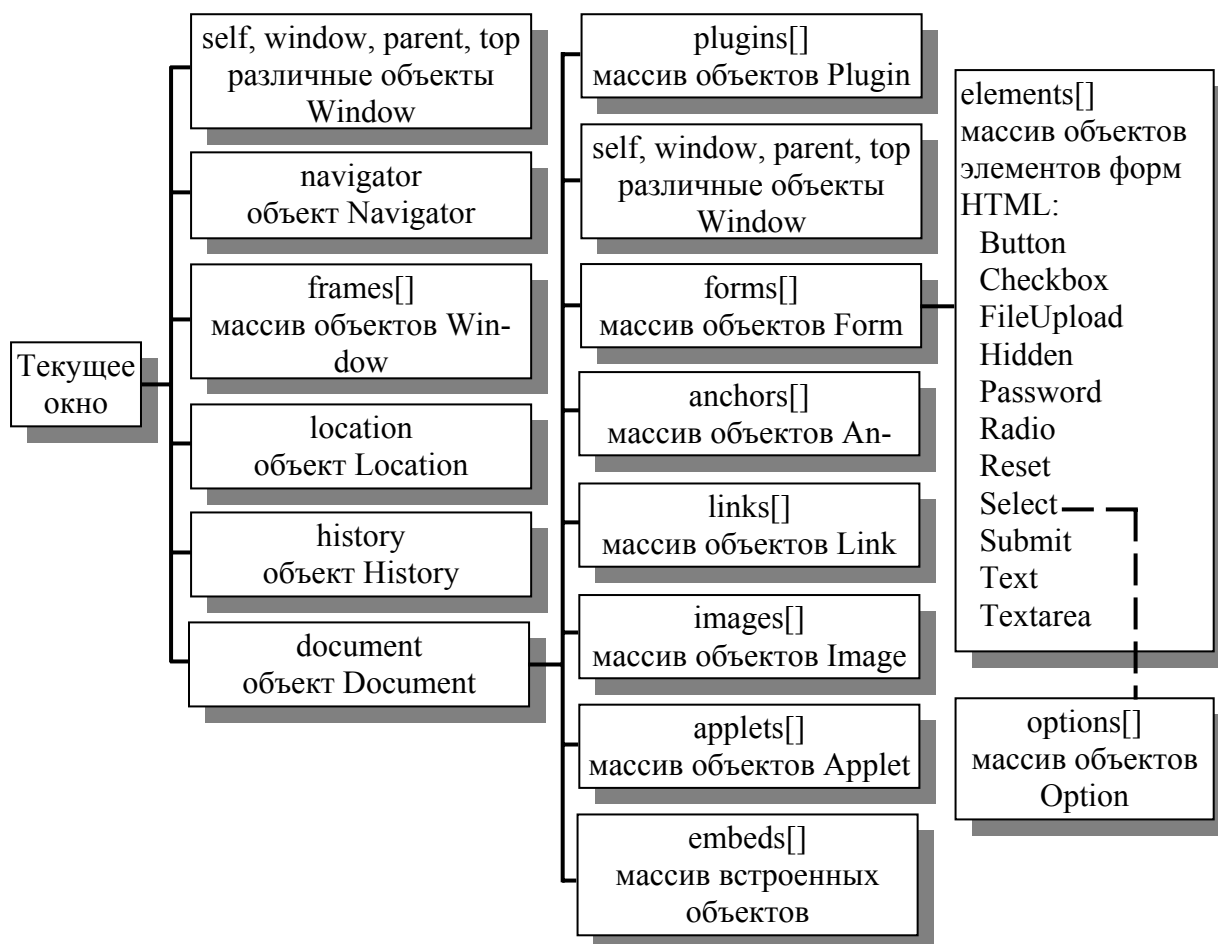 Текущее
окно
self, window, parent, top
различные объекты
Window
navigator
объект Navigator
frames[]
массив объектов Win-
dow
location
объект Location
history
объект History
document
объект Document
plugins[]
массив объектов Plugin
self, window, parent, top
различные объекты
Window
forms[]
массив объектов Form
anchors[]
массив объектов An-
links[]
массив объектов Link
images[]
массив объектов Image
applets[]
массив объектов Applet
embeds[]
массив встроенных
объектов
elements[]
массив объектов
элементов форм
HTML:
Button
Checkbox
FileUpload
Hidden
Password
Radio
Reset
Select
Submit
Text
Textarea
options[]
массив объектов
Option